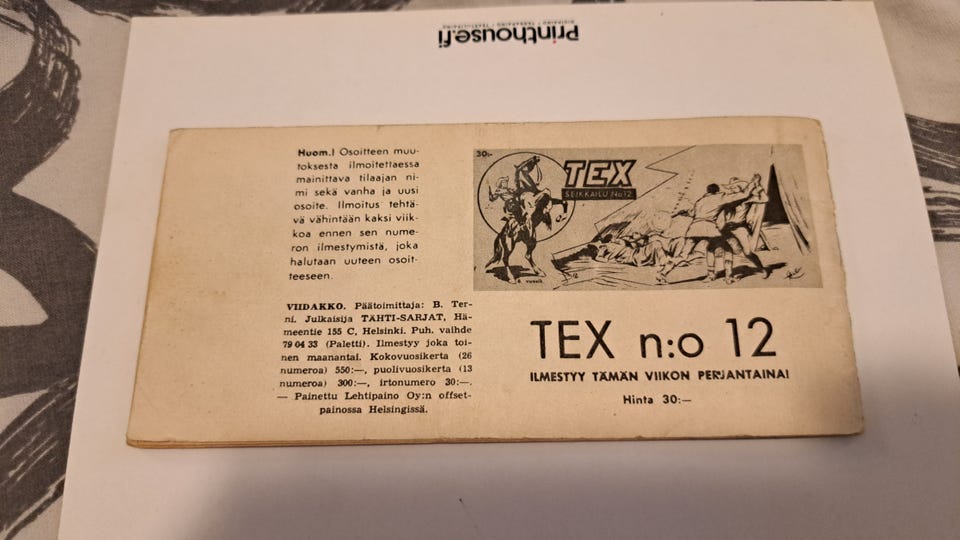 Printhouse.fi
Huom.! Osoitteen muu-
toksesta ilmoitettaessa
mainittava tilaajan ni-
mi sekä vanha ja uusi
osoite. Ilmoitus tehtä-
vä vähintään kaksi viik-
koa ennen sen nume-
ron ilmestymistä, joka
halutaan uuteen osoit-
teeseen.
VIIDAKKO. Päätoimittaja: B. Ter-
ni. Julkaisija TÄHTI-SARJAT, Hä-
meentie 155 C, Helsinki. Puh. vaihde
79 04 33 (Paletti). Ilmestyy joka toi-
nen maanantai. Kokovuosikerta (26
numeroa) 550:—, puolivuosikerta (13
numeroa) 300:—, irtonumero 30:—.
— Painettu Lehtipaino Oy:n offset-
painossa Helsingissä.
30:-
TEX
SEIKKAILU No 12
6. vuosik.
TEX n:o 12
ILMESTYY TÄMÄN VIIKON PERJANTAINA!
Hinta 30:—